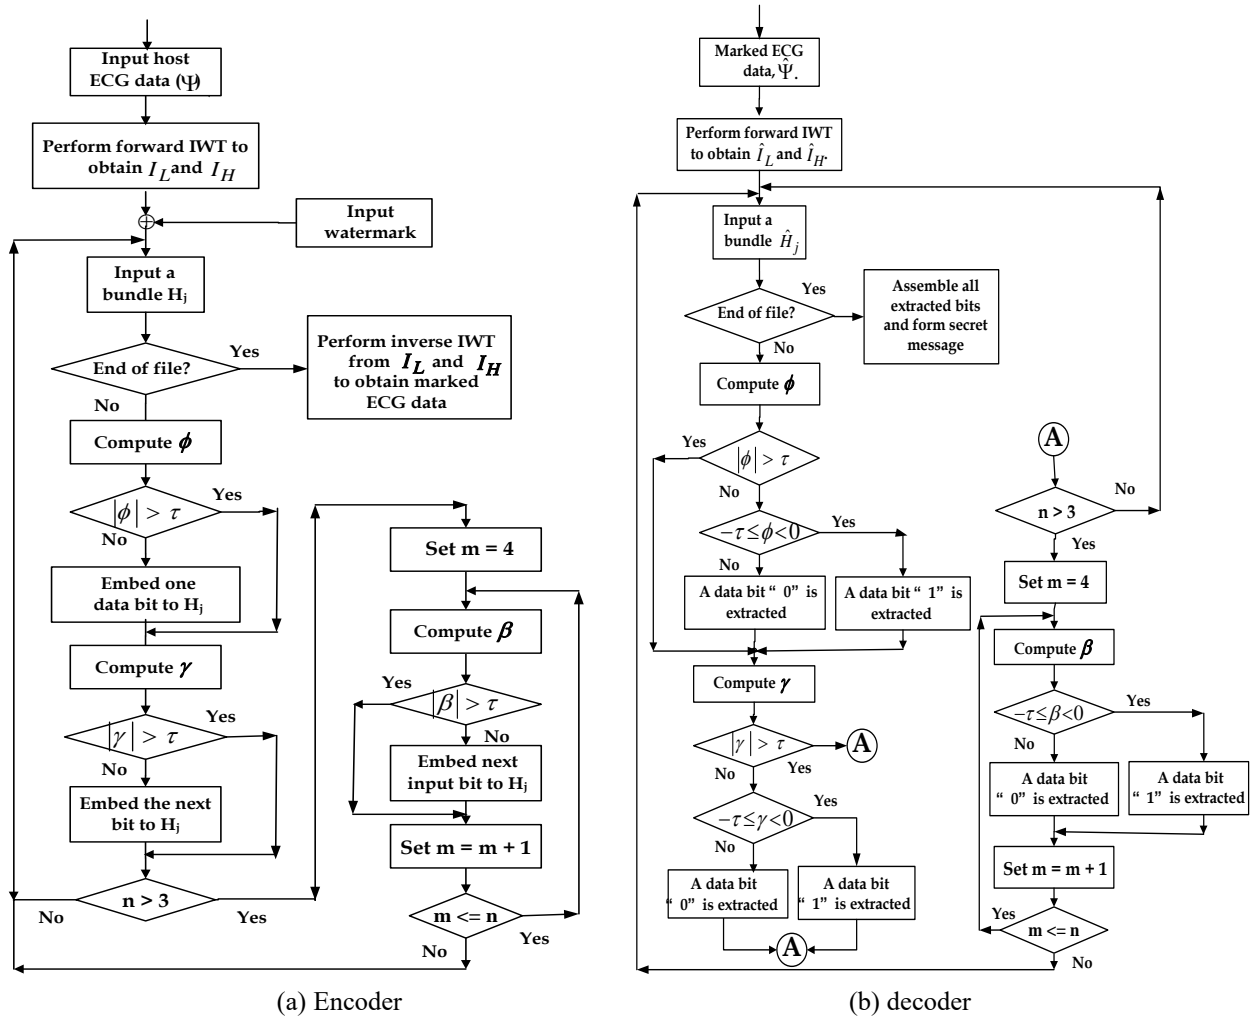 Input host
ECG data (Ψ)
Perform forward IWT to
obtain I_L and I_H
Input
watermark
Input a
bundle H_j
End of file?
Yes
No
Perform inverse IWT
from I_L and I_H
to obtain marked
ECG data
Compute ϕ
|ϕ| > τ
Yes
No
Embed one
data bit to H_j
Compute γ
|γ| > τ
Yes
No
Embed the next
bit to H_j
n > 3
No
Yes
Set m = 4
Compute β
Yes
|β| > τ
No
Embed next
input bit to H_j
Set m = m + 1
m <= n
No
Yes
(a) Encoder
Marked ECG
data, Ψ̂.
Perform forward IWT
to obtain Î_L and Î_H.
Input a
bundle Ĥ_j
End of file?
Yes
No
Assemble all
extracted bits
and form secret
message
Compute ϕ
Yes
|ϕ| > τ
No
−τ≤ϕ<0
Yes
No
A data bit “ 0” is
extracted
A data bit “ 1” is
extracted
Compute γ
|γ| > τ
A
No
Yes
−τ≤γ<0
Yes
No
A data bit
“ 0” is extracted
A data bit
“ 1” is extracted
A
A
n > 3
No
Yes
Set m = 4
Compute β
−τ≤β<0
Yes
No
A data bit
“ 0” is extracted
A data bit
“ 1” is extracted
Set m = m + 1
Yes
m <= n
No
(b) decoder